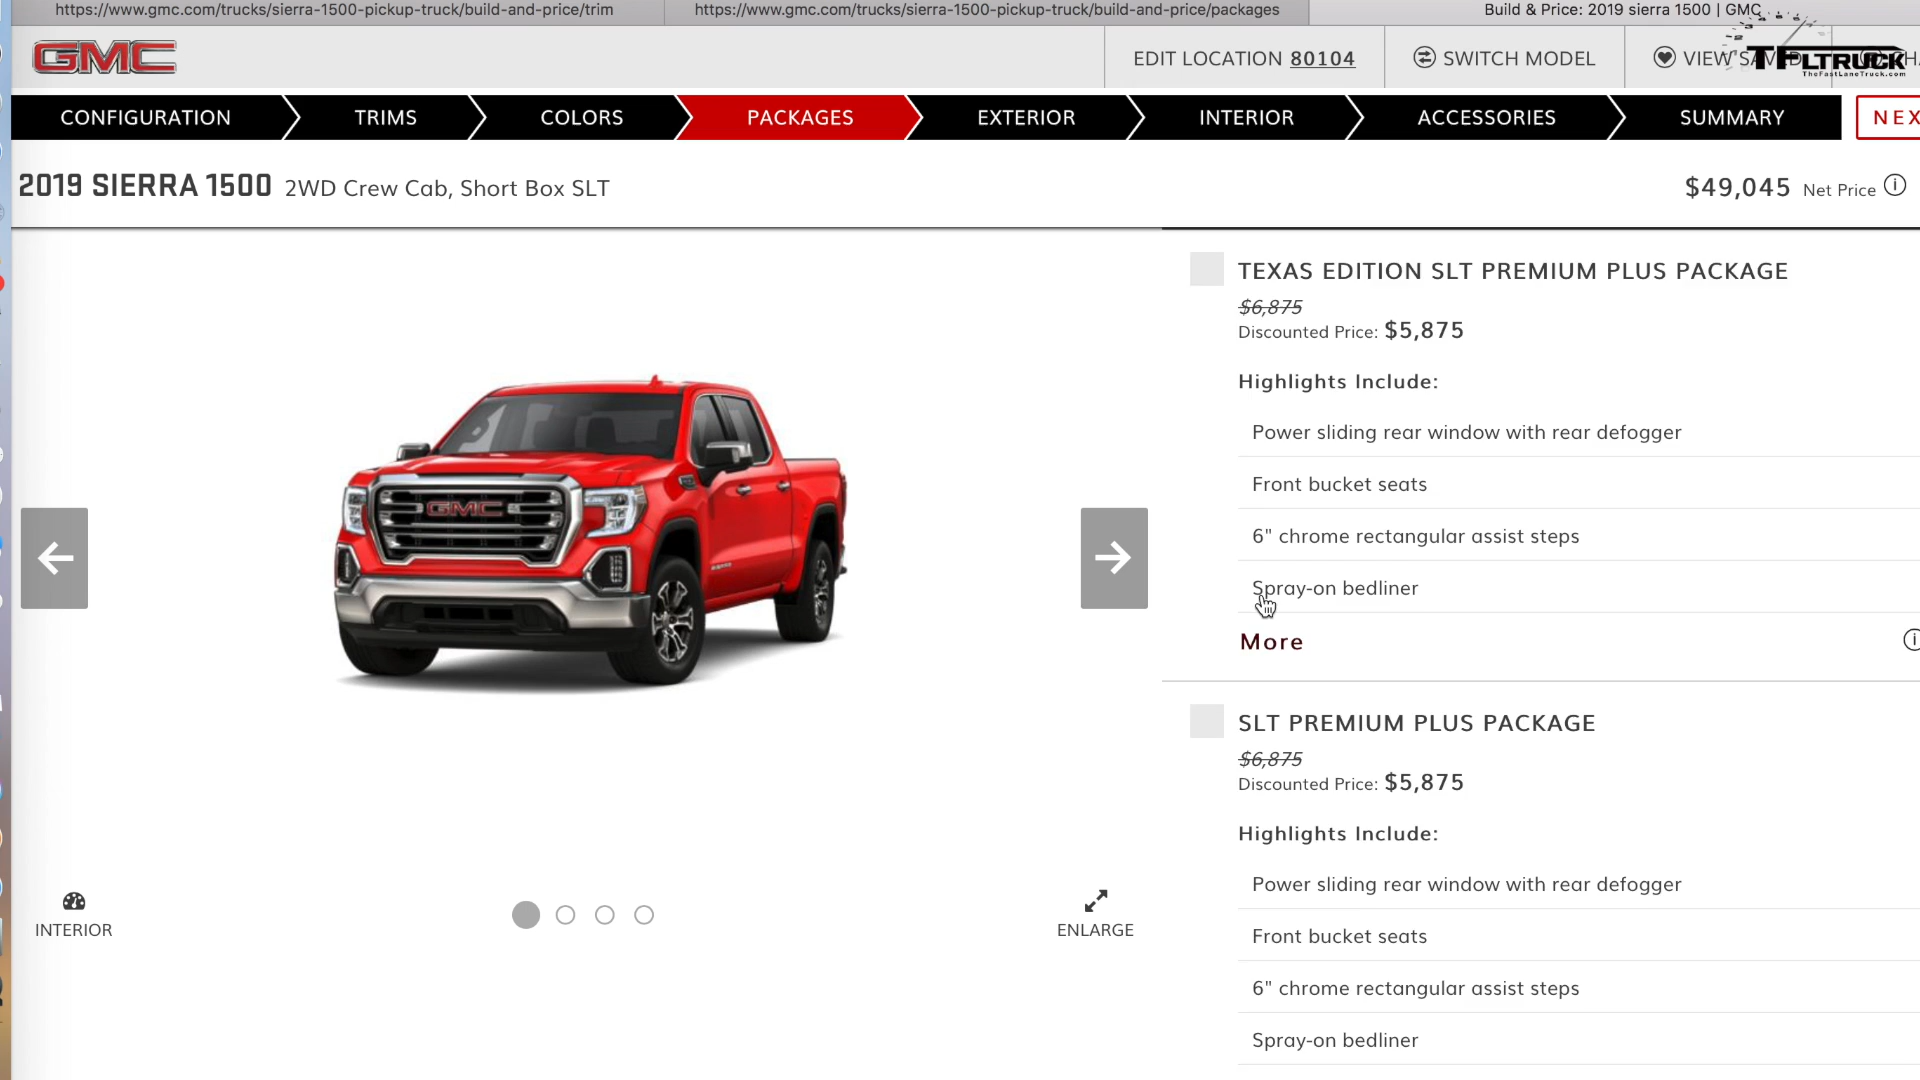 https://www.gmc.com/trucks/sierra-1500-pickup-truck/build-and-price/trim
https://www.gmc.com/trucks/sierra-1500-pickup-truck/build-and-price/packages
Build & Price: 2019 sierra 1500 | GMC
GMC
EDIT LOCATION 80104
SWITCH MODEL
VIEW SAVED
TFLTRUCK
TheFastLaneTruck.com
CONFIGURATION
TRIMS
COLORS
PACKAGES
EXTERIOR
INTERIOR
ACCESSORIES
SUMMARY
NEX
2019 SIERRA 1500 2WD Crew Cab, Short Box SLT
$49,045 Net Price
TEXAS EDITION SLT PREMIUM PLUS PACKAGE
$6,875
Discounted Price: $5,875
Highlights Include:
Power sliding rear window with rear defogger
Front bucket seats
6" chrome rectangular assist steps
Spray-on bedliner
More
GMC
SLT PREMIUM PLUS PACKAGE
$6,875
Discounted Price: $5,875
Highlights Include:
Power sliding rear window with rear defogger
Front bucket seats
6" chrome rectangular assist steps
Spray-on bedliner
INTERIOR
ENLARGE